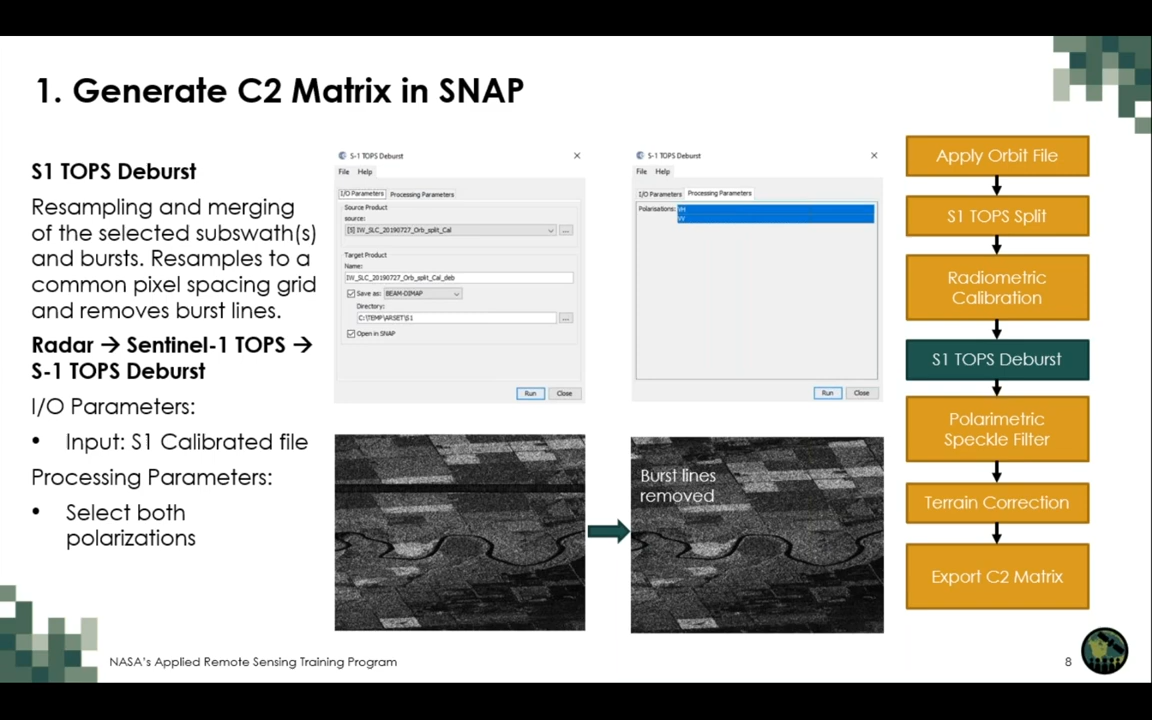 1. Generate C2 Matrix in SNAP
S1 TOPS Deburst
Resampling and merging
of the selected subswath(s)
and bursts. Resamples to a
common pixel spacing grid
and removes burst lines.
Radar → Sentinel-1 TOPS →
S-1 TOPS Deburst
I/O Parameters:
• Input: S1 Calibrated file
Processing Parameters:
• Select both
polarizations
S-1 TOPS Deburst
File Help
I/O Parameters Processing Parameters
Source Product
source:
[5] IW_SLC_20190727_Orb_split_Cal
...
Target Product
Name:
IW_SLC_20190727_Orb_split_Cal_deb
Save as: BEAM-DIMAP
Directory:
C:\TEMP\ARSET\S1
...
Open in SNAP
Run Close
S-1 TOPS Deburst
File Help
I/O Parameters Processing Parameters
Polarisations: VH
VV
Run Close
Burst lines
removed
Apply Orbit File
S1 TOPS Split
Radiometric
Calibration
S1 TOPS Deburst
Polarimetric
Speckle Filter
Terrain Correction
Export C2 Matrix
NASA's Applied Remote Sensing Training Program
8